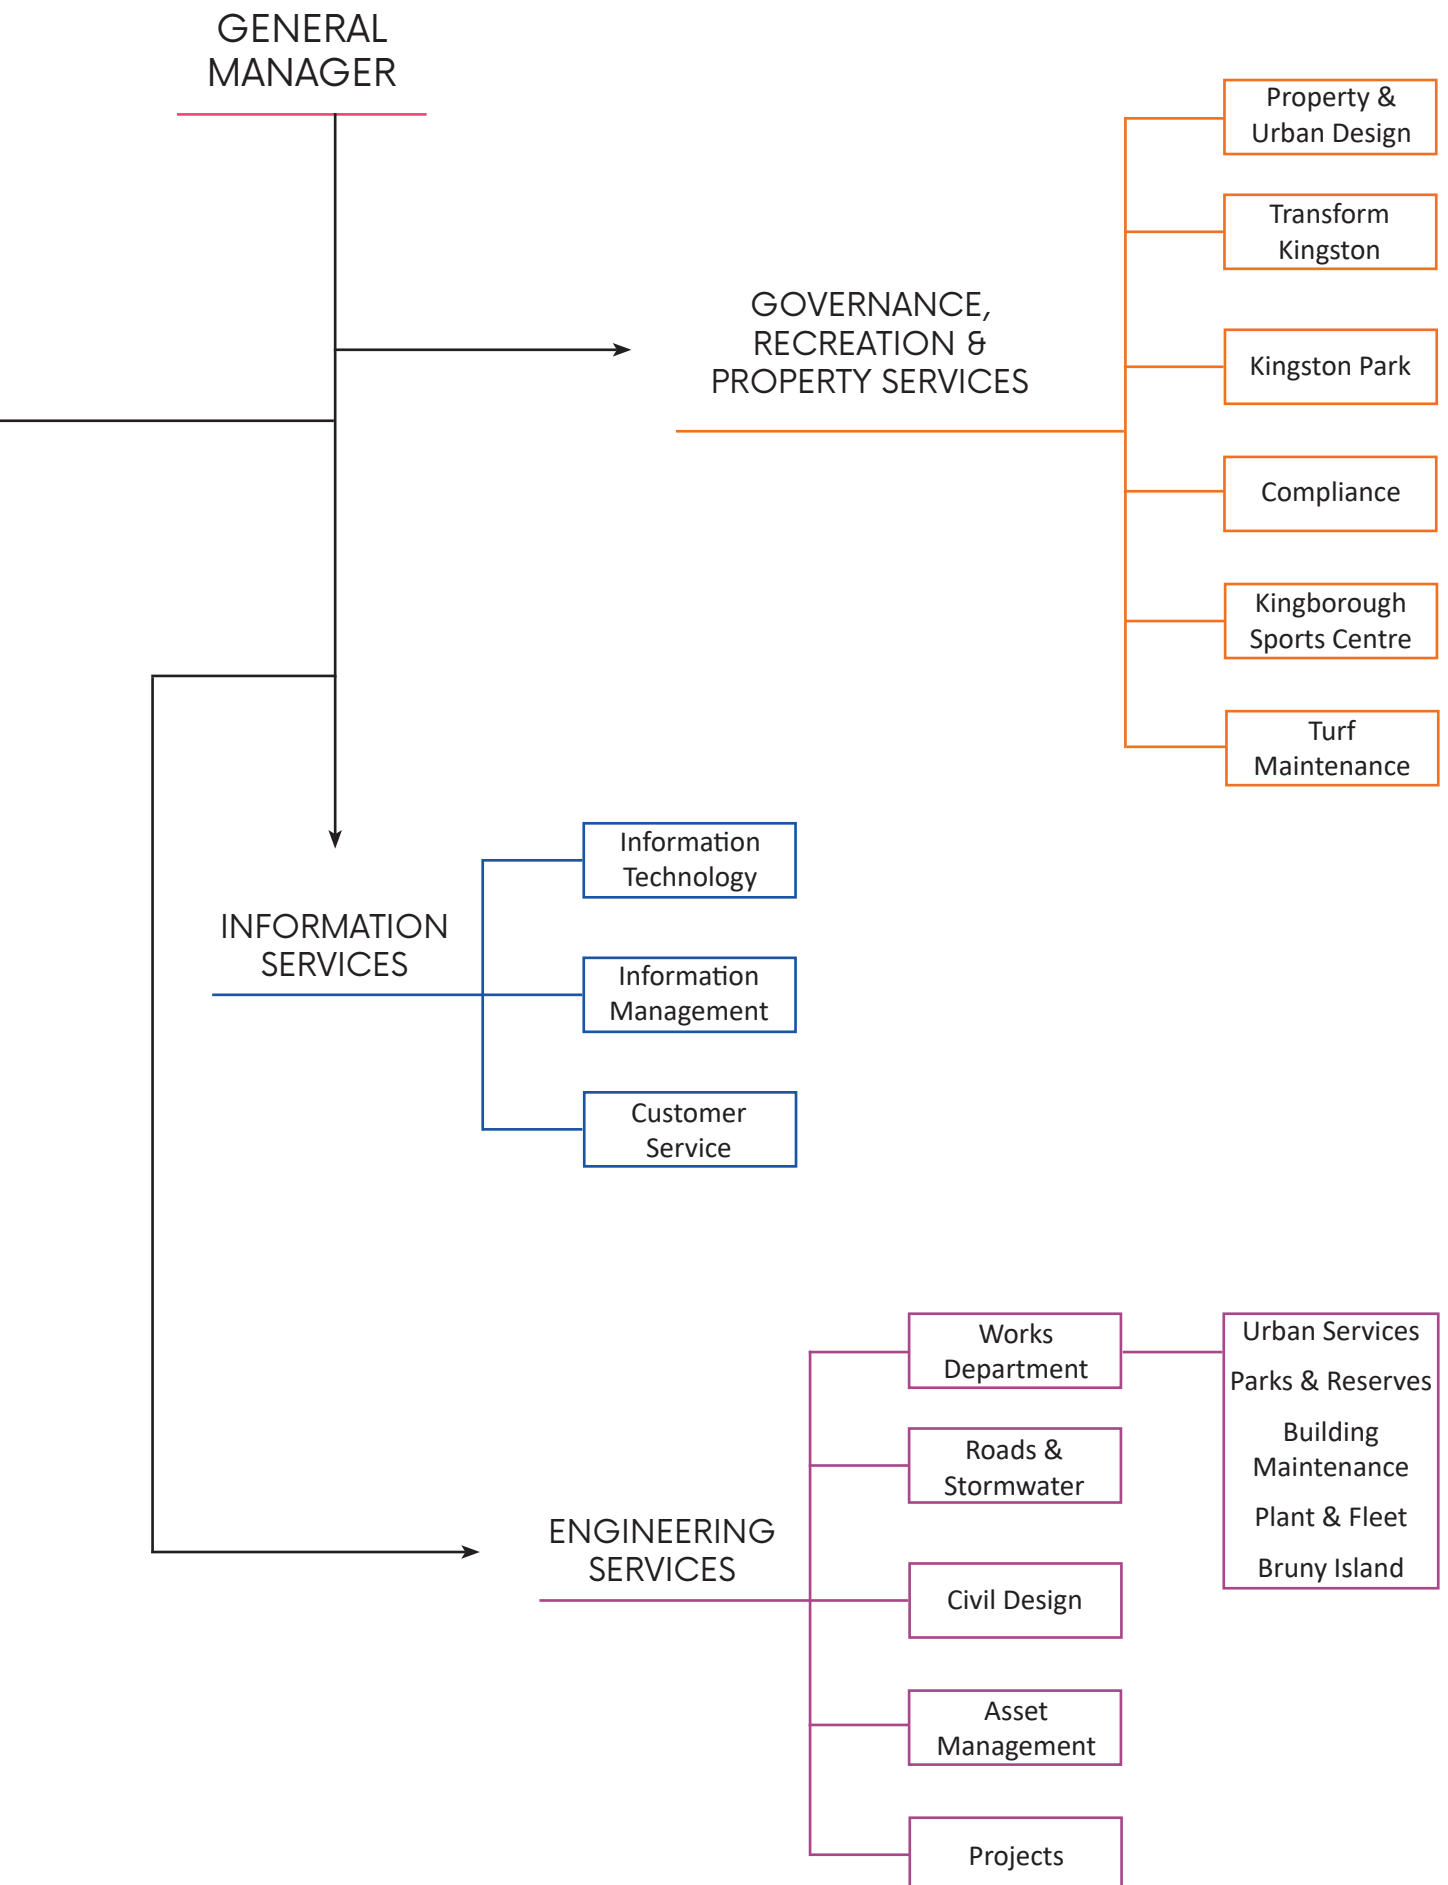 GENERAL
MANAGER
GOVERNANCE,
RECREATION &
PROPERTY SERVICES
Property &
Urban Design
Transform
Kingston
Kingston Park
Compliance
Kingborough
Sports Centre
Turf
Maintenance
INFORMATION
SERVICES
Information
Technology
Information
Management
Customer
Service
ENGINEERING
SERVICES
Works
Department
Roads &
Stormwater
Civil Design
Asset
Management
Projects
Urban Services
Parks & Reserves
Building
Maintenance
Plant & Fleet
Bruny Island